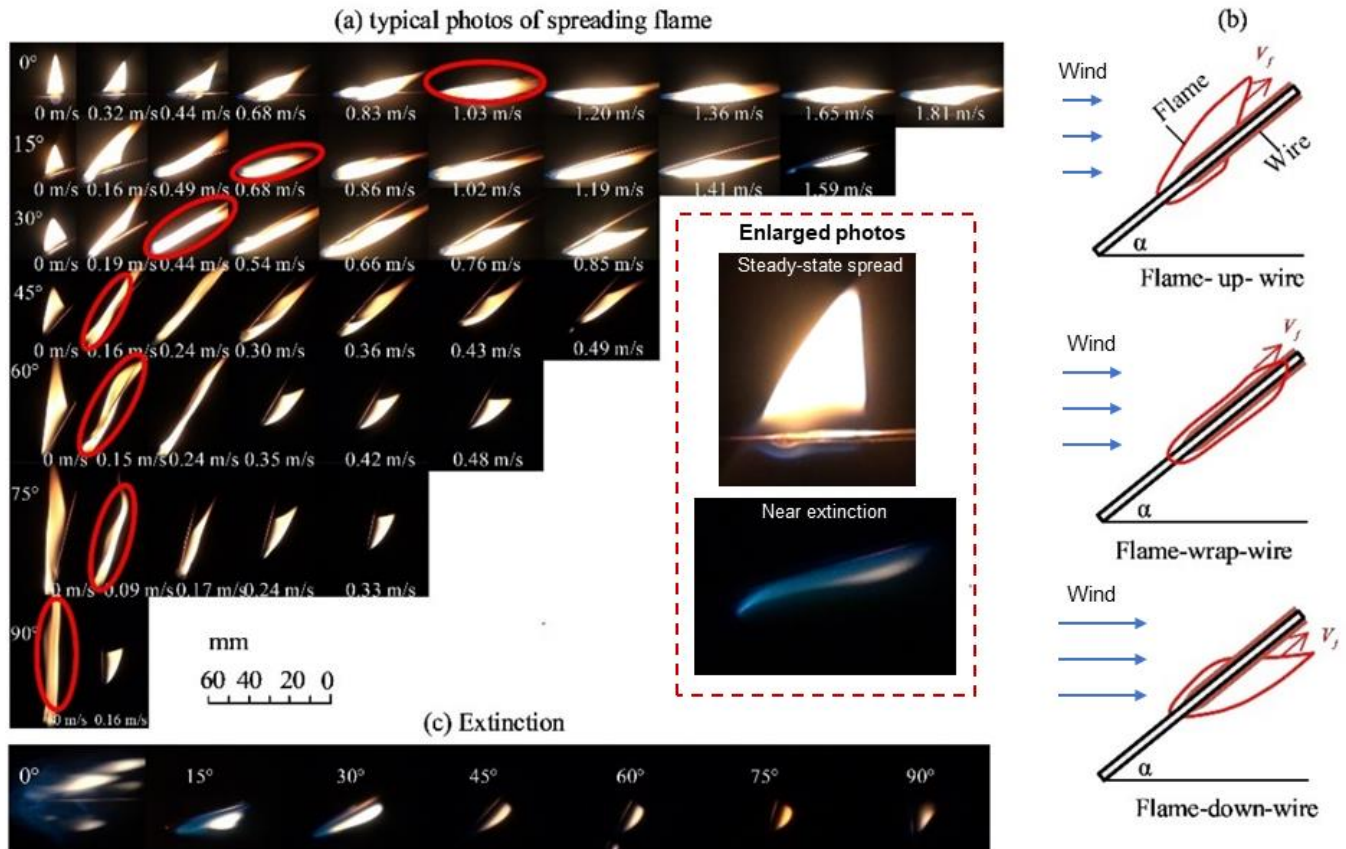 (a) typical photos of spreading flame
0°
0 m/s 0.32 m/s 0.44 m/s 0.68 m/s 0.83 m/s 1.03 m/s 1.20 m/s 1.36 m/s 1.65 m/s 1.81 m/s
15°
0 m/s 0.16 m/s 0.49 m/s 0.68 m/s 0.86 m/s 1.02 m/s 1.19 m/s 1.41 m/s 1.59 m/s
30°
0 m/s 0.19 m/s 0.44 m/s 0.54 m/s 0.66 m/s 0.76 m/s 0.85 m/s
45°
0 m/s 0.16 m/s 0.24 m/s 0.30 m/s 0.36 m/s 0.43 m/s 0.49 m/s
60°
0 m/s 0.15 m/s 0.24 m/s 0.35 m/s 0.42 m/s 0.48 m/s
75°
0 m/s 0.09 m/s 0.17 m/s 0.24 m/s 0.33 m/s
90°
0 m/s 0.16 m/s
mm
60 40 20 0
Enlarged photos
Steady-state spread
Near extinction
(b)
Wind
V_f
Flame
Wire
α
Flame- up- wire
Wind
V_f
α
Flame-wrap-wire
Wind
V_f
α
Flame-down-wire
(c) Extinction
0° 15° 30° 45° 60° 75° 90°